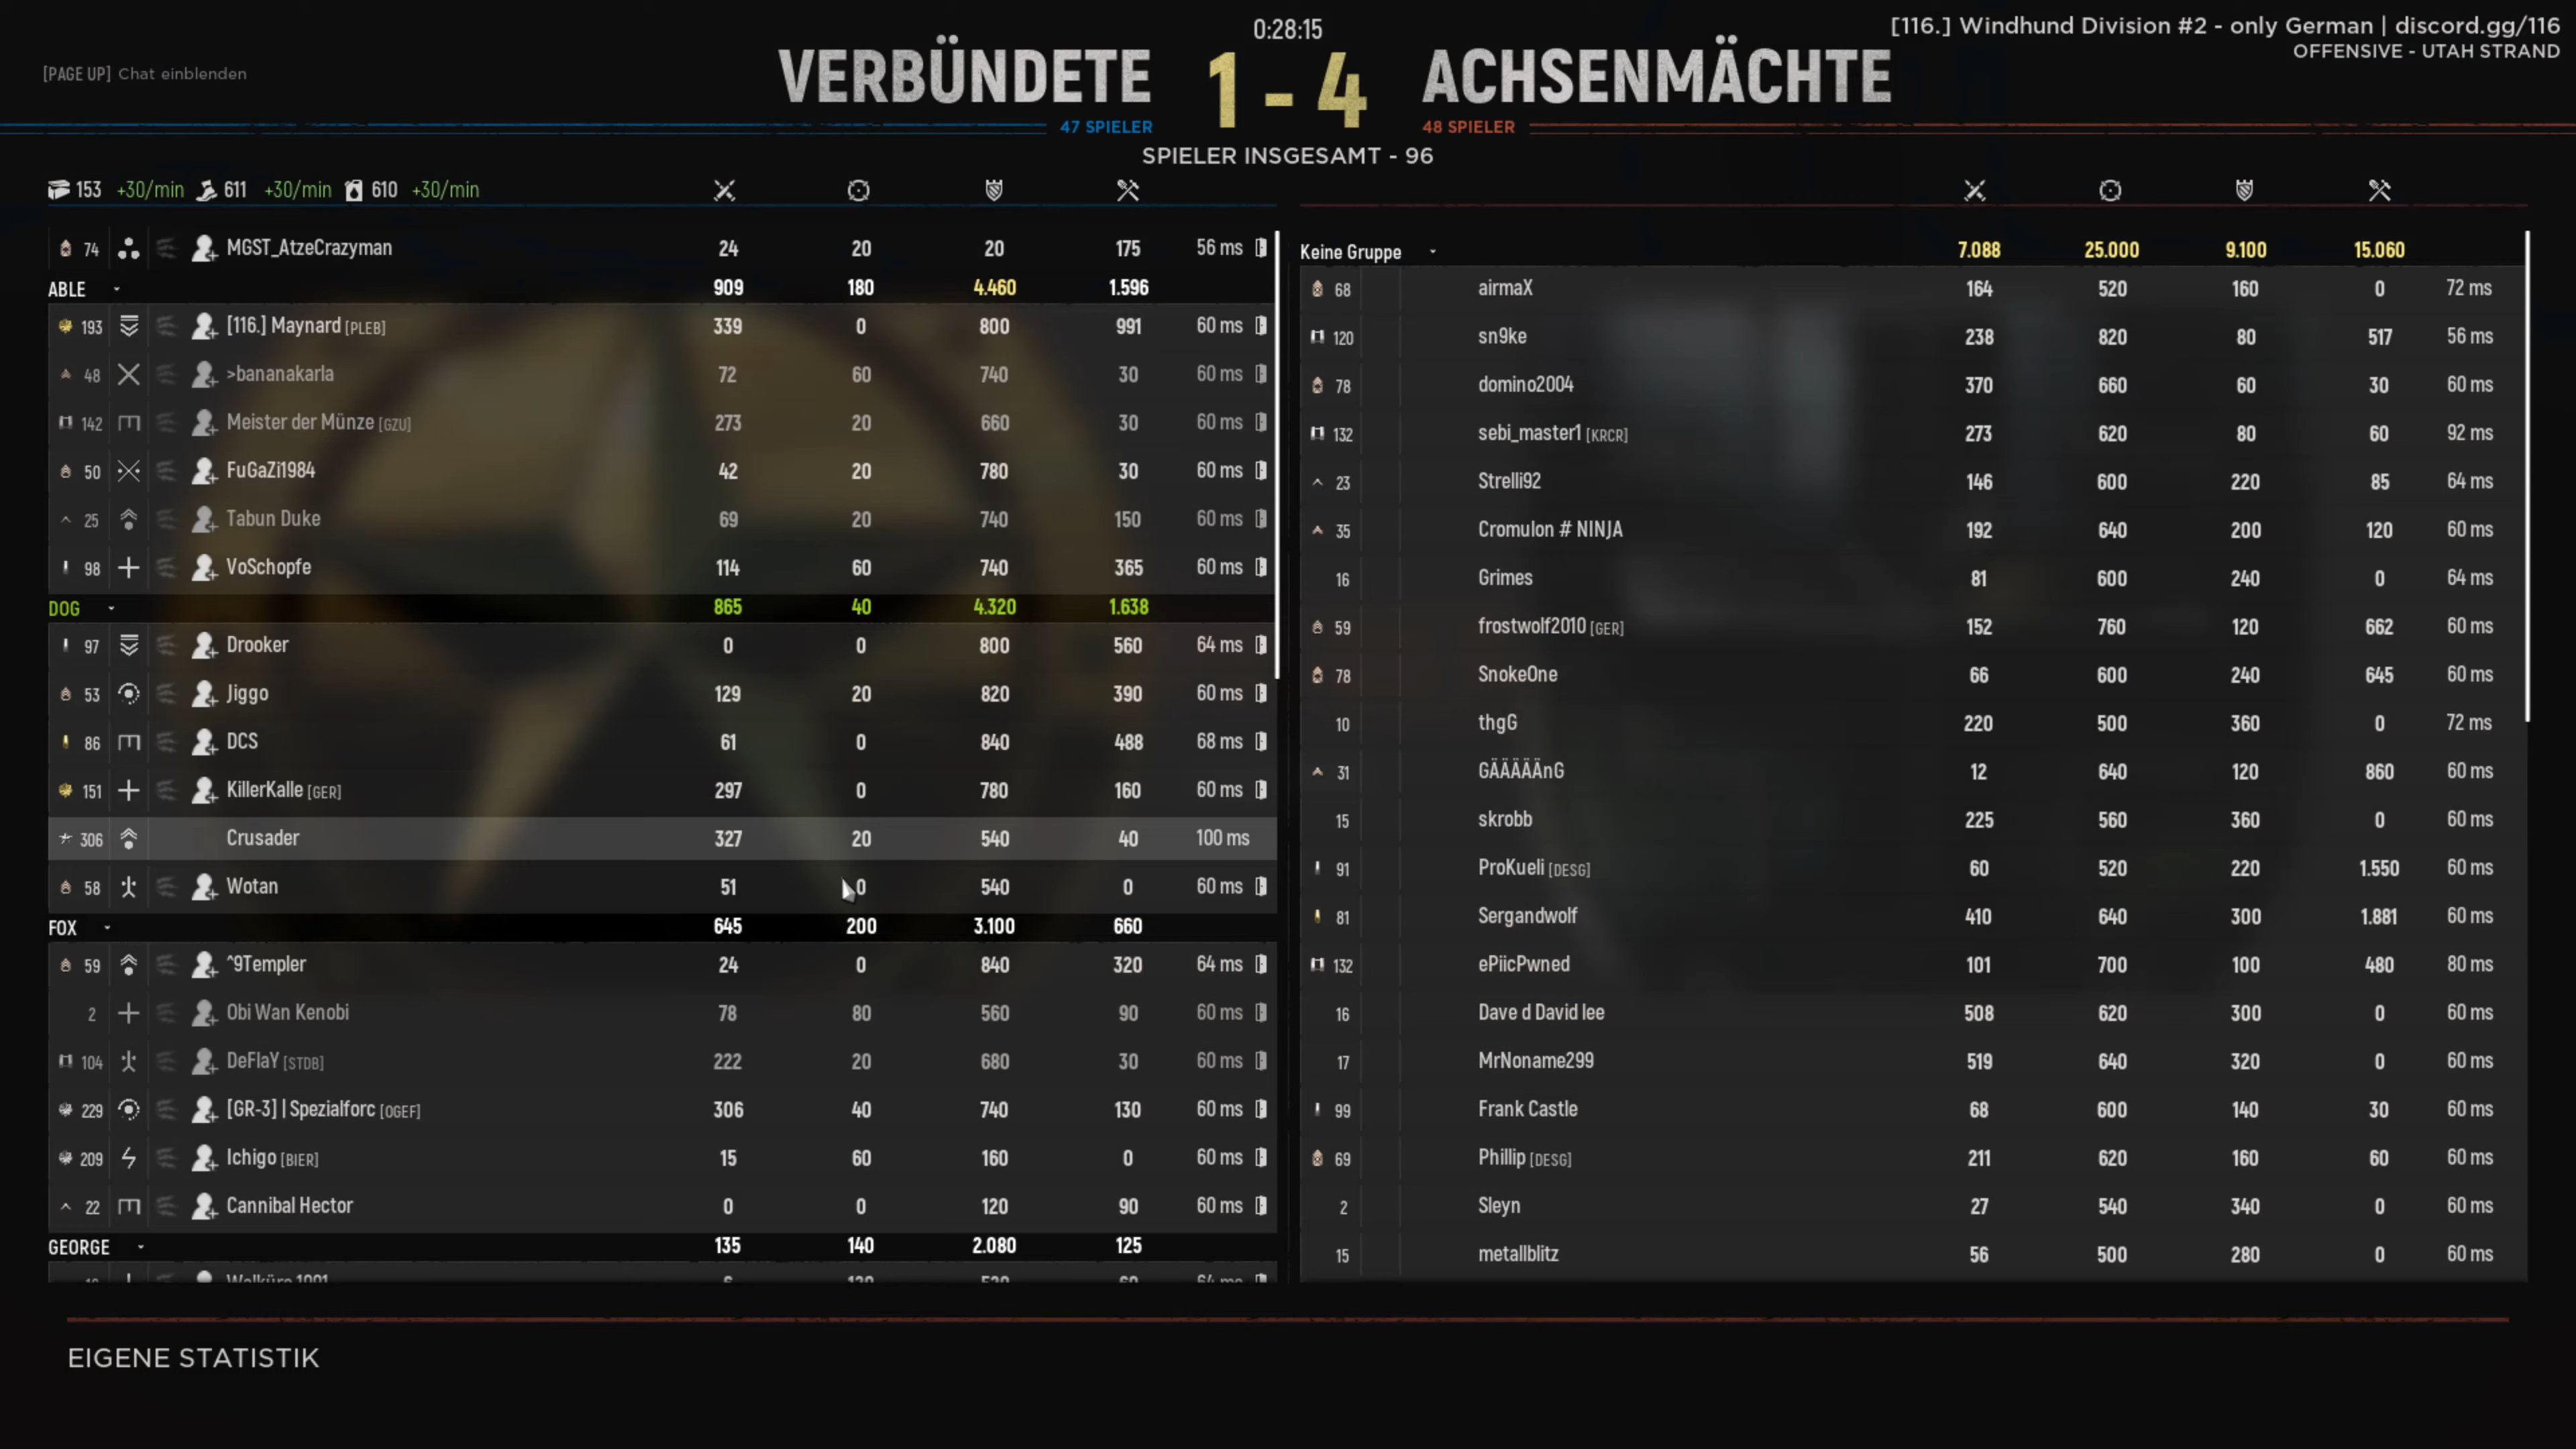 [PAGE UP] Chat einblenden
0:28:15
VERBÜNDETE 1 - 4 ACHSENMÄCHTE
47 SPIELER 48 SPIELER
SPIELER INSGESAMT - 96
[116.] Windhund Division #2 - only German | discord.gg/116
OFFENSIVE - UTAH STRAND
153 +30/min 611 +30/min 610 +30/min
74 MGST_AtzeCrazyman 24 20 20 175 56 ms
ABLE 909 180 4.460 1.596
193 [116.] Maynard [PLEB] 339 0 800 991 60 ms
48 >bananakarla 72 60 740 30 60 ms
142 Meister der Münze [GZU] 273 20 660 30 60 ms
50 FuGaZi1984 42 20 780 30 60 ms
25 Tabun Duke 69 20 740 150 60 ms
98 VoSchopfe 114 60 740 365 60 ms
DOG 865 40 4.320 1.638
97 Drooker 0 0 800 560 64 ms
53 Jiggo 129 20 820 390 60 ms
86 DCS 61 0 840 488 68 ms
151 KillerKalle [GER] 297 0 780 160 60 ms
306 Crusader 327 20 540 40 100 ms
58 Wotan 51 0 540 0 60 ms
FOX 645 200 3.100 660
59 ^9Templer 24 0 840 320 64 ms
2 Obi Wan Kenobi 78 80 560 90 60 ms
104 DeFlaY [STDB] 222 20 680 30 60 ms
229 [GR-3] | Spezialforc [OGEF] 306 40 740 130 60 ms
209 Ichigo [BIER] 15 60 160 0 60 ms
22 Cannibal Hector 0 0 120 90 60 ms
GEORGE 135 140 2.080 125
Keine Gruppe 7.088 25.000 9.100 15.060
68 airmaX 164 520 160 0 72 ms
120 sn9ke 238 820 80 517 56 ms
78 domino2004 370 660 60 30 60 ms
132 sebi_master1 [KRCR] 273 620 80 60 92 ms
23 Strelli92 146 600 220 85 64 ms
35 Cromulon # NINJA 192 640 200 120 60 ms
16 Grimes 81 600 240 0 64 ms
59 frostwolf2010 [GER] 152 760 120 662 60 ms
78 SnokeOne 66 600 240 645 60 ms
10 thgG 220 500 360 0 72 ms
31 GÄÄÄÄÄnG 12 640 120 860 60 ms
15 skrobb 225 560 360 0 60 ms
91 ProKueli [DESG] 60 520 220 1.550 60 ms
81 Sergandwolf 410 640 300 1.881 60 ms
132 ePiicPwned 101 700 100 480 80 ms
16 Dave d David lee 508 620 300 0 60 ms
17 MrNoname299 519 640 320 0 60 ms
99 Frank Castle 68 600 140 30 60 ms
69 Phillip [DESG] 211 620 160 60 60 ms
2 Sleyn 27 540 340 0 60 ms
15 metallblitz 56 500 280 0 60 ms
EIGENE STATISTIK